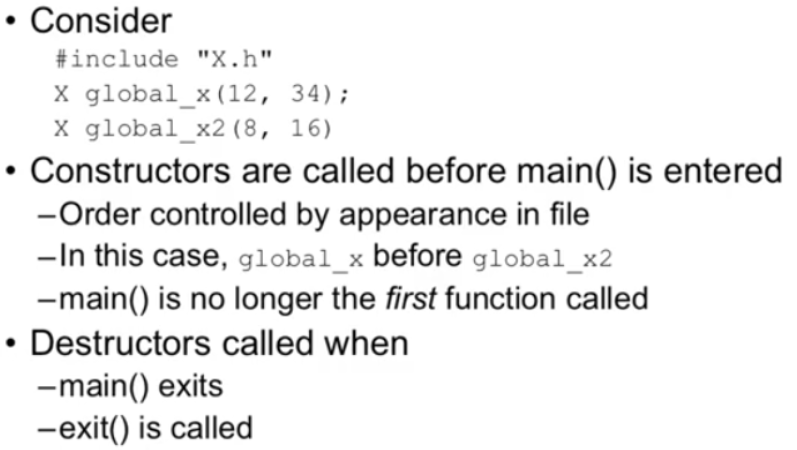 • Consider
#include "X.h"
X global_x(12, 34);
X global_x2(8, 16)
• Constructors are called before main() is entered
–Order controlled by appearance in file
–In this case, global_x before global_x2
–main() is no longer the first function called
• Destructors called when
–main() exits
–exit() is called